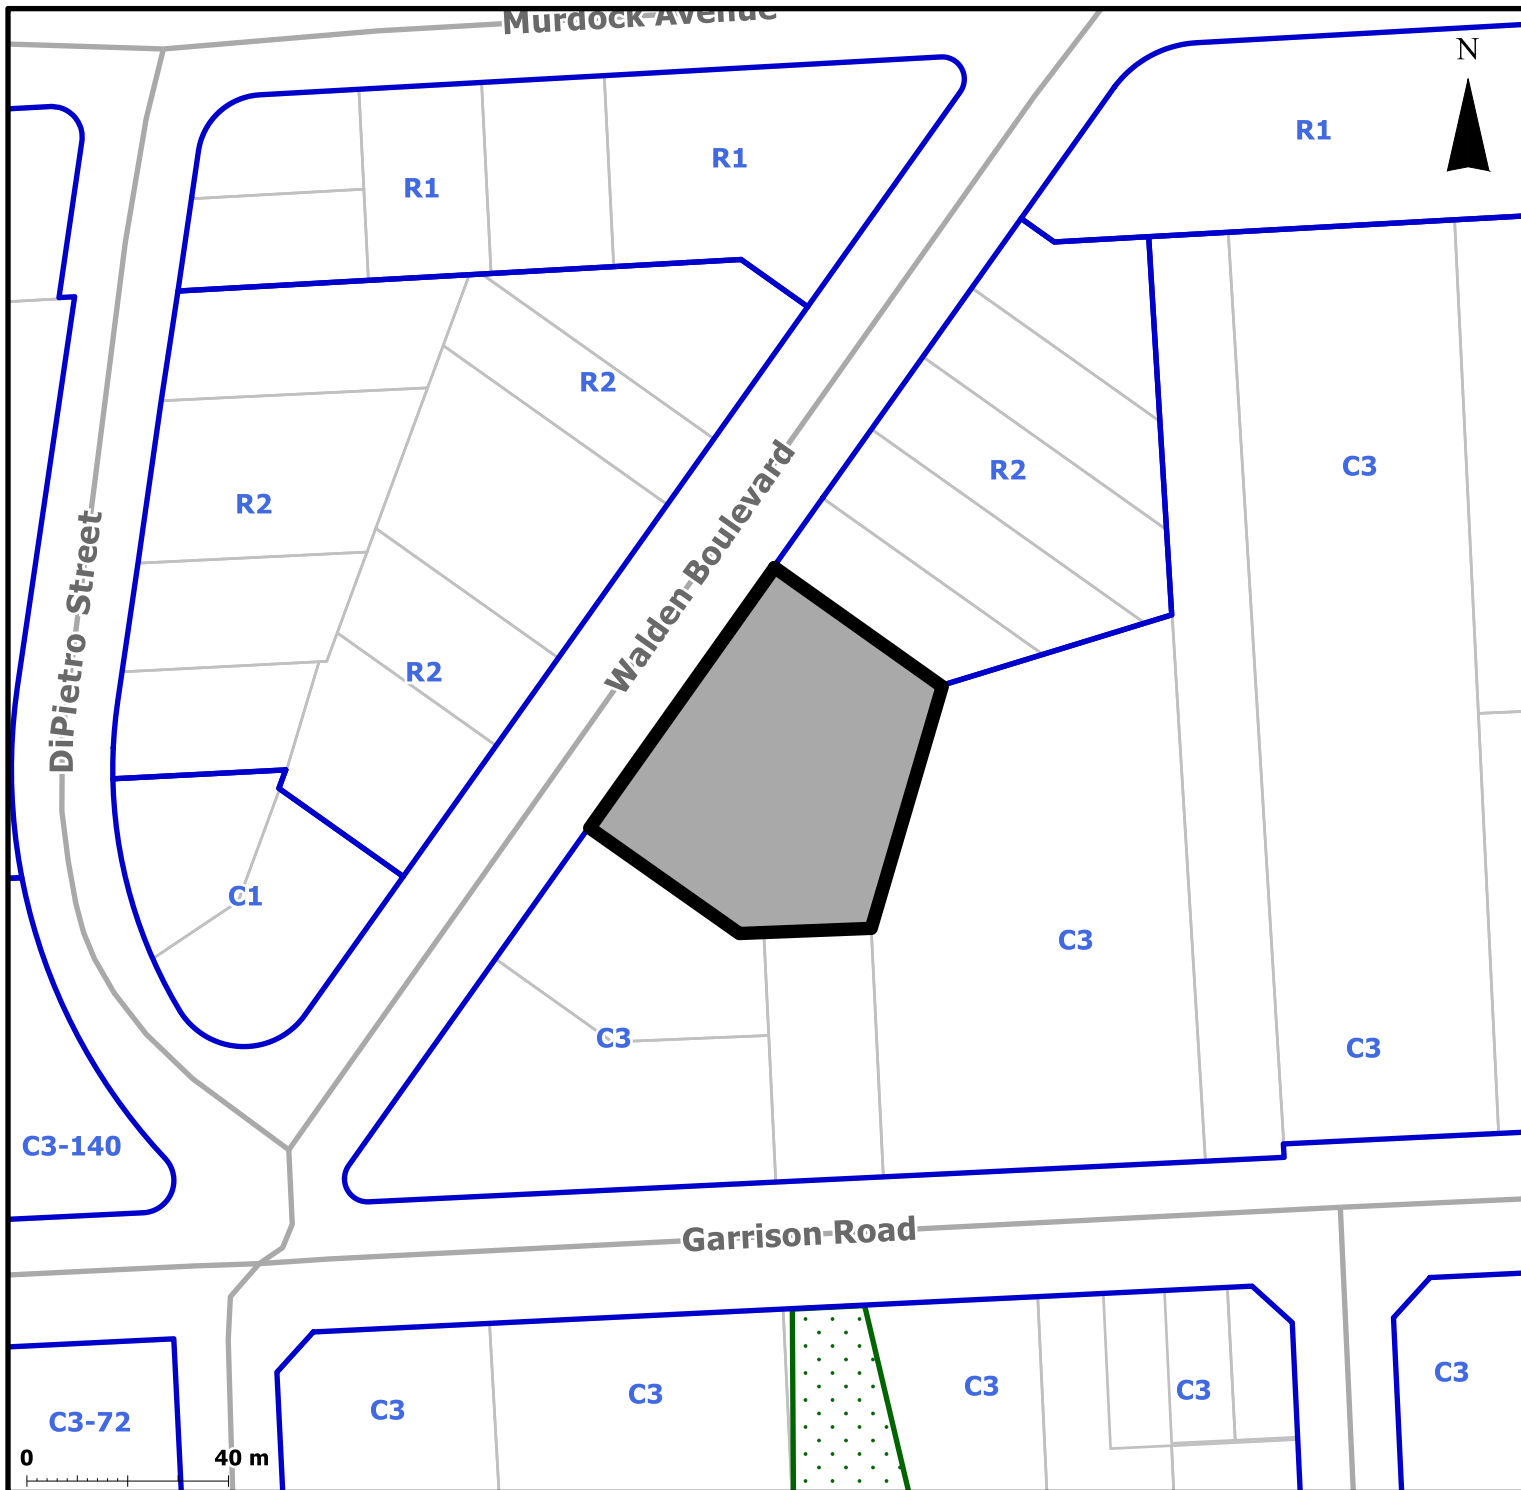 Murdock Avenue
N
R1
R1
R1
R2
R2
R2
C3
R2
Walden Boulevard
DiPietro Street
R2
C1
C3
C3
C3
C3-140
Garrison Road
C3
C3
C3
C3
C3
C3-72
0 40 m